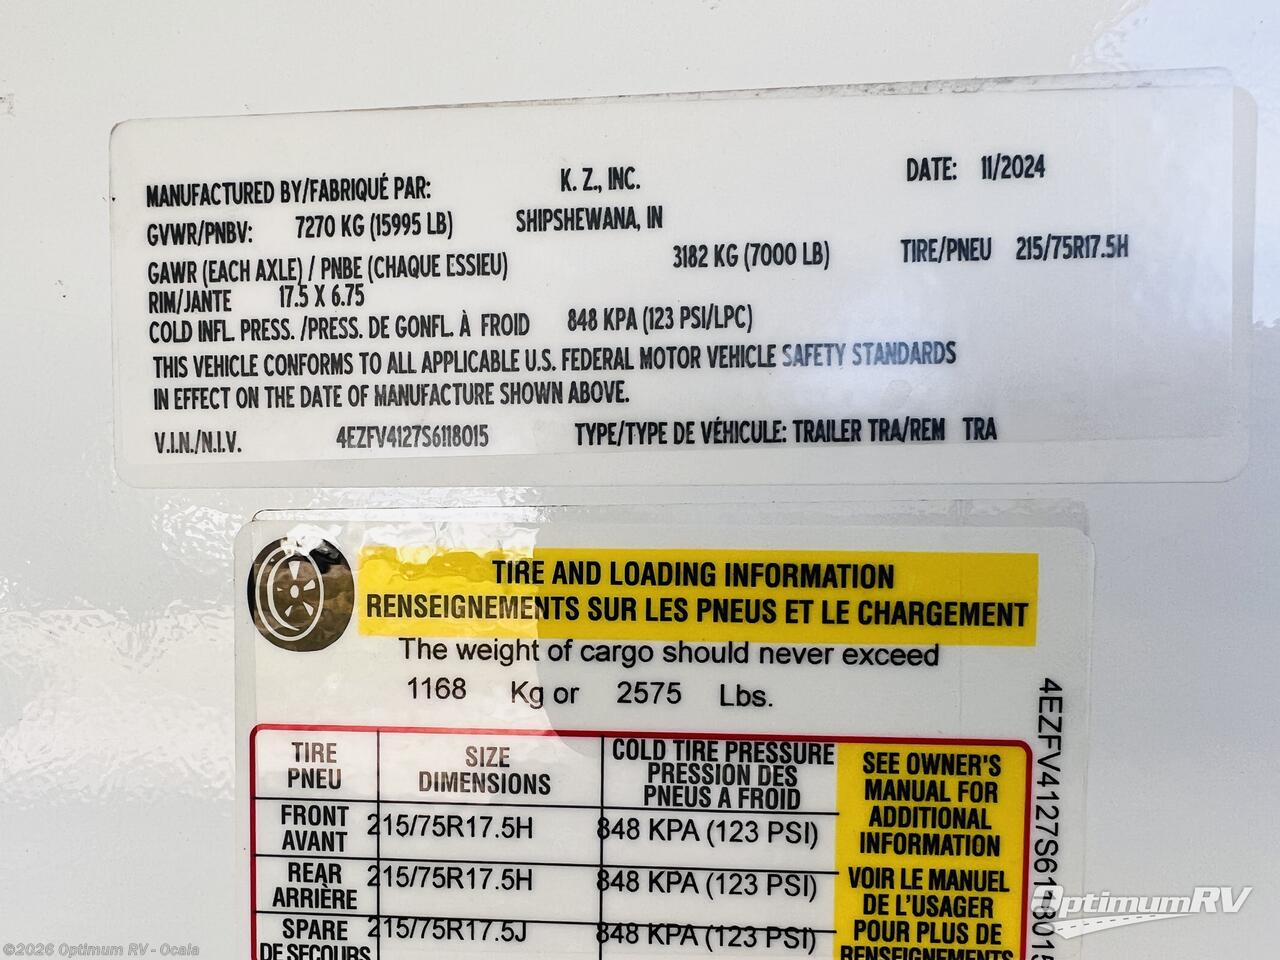 MANUFACTURED BY/FABRIQUÉ PAR: K. Z., INC. DATE: 11/2024
GVWR/PNBV: 7270 KG (15995 LB) SHIPSHEWANA, IN
GAWR (EACH AXLE) / PNBE (CHAQUE ESSIEU) 3182 KG (7000 LB) TIRE/PNEU 215/75R17.5H
RIM/JANTE 17.5 X 6.75
COLD INFL. PRESS. /PRESS. DE GONFL. À FROID 848 KPA (123 PSI/LPC)
THIS VEHICLE CONFORMS TO ALL APPLICABLE U.S. FEDERAL MOTOR VEHICLE SAFETY STANDARDS
IN EFFECT ON THE DATE OF MANUFACTURE SHOWN ABOVE.
V.I.N./N.I.V. 4EZFV4127S6118015 TYPE/TYPE DE VÉHICULE: TRAILER TRA/REM TRA
TIRE AND LOADING INFORMATION
RENSEIGNEMENTS SUR LES PNEUS ET LE CHARGEMENT
The weight of cargo should never exceed
1168 Kg or 2575 Lbs.
TIRE
PNEU
SIZE
DIMENSIONS
COLD TIRE PRESSURE
PRESSION DES
PNEUS A FROID
FRONT
AVANT
215/75R17.5H
848 KPA (123 PSI)
REAR
ARRIÈRE
215/75R17.5H
848 KPA (123 PSI)
SPARE
DE SECOURS
215/75R17.5J
848 KPA (123 PSI)
SEE OWNER'S
MANUAL FOR
ADDITIONAL
INFORMATION
VOIR LE MANUEL
DE L'USAGER
POUR PLUS DE
RENSEIGNEMENTS
4EZFV4127S6118015
OptimumRV
©2026 Optimum RV - Ocala